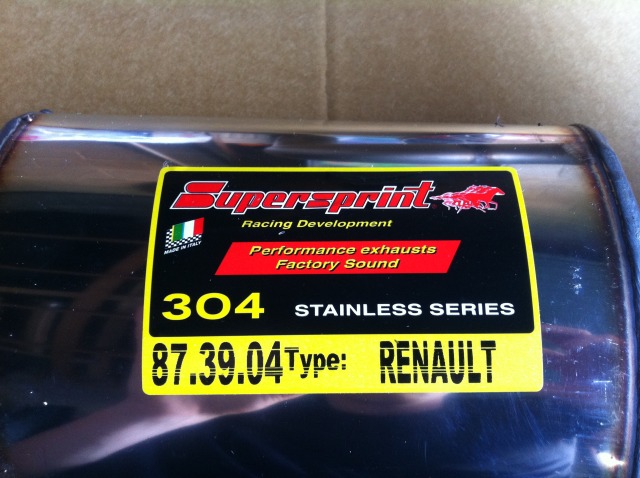 Supersprint
Racing Development
MADE IN ITALY
Performance exhausts
Factory Sound
304 STAINLESS SERIES
87.39.04 Type: RENAULT